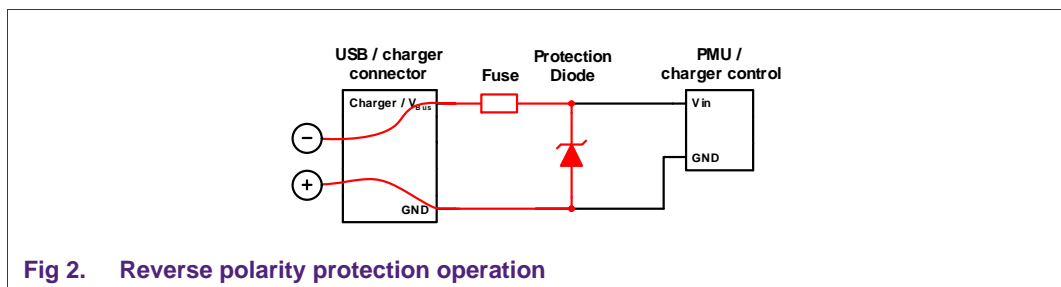 USB / charger
connector
Fuse
Protection
Diode
PMU /
charger control
Charger / VBus
Vin
−
+
GND
GND
Fig 2. Reverse polarity protection operation